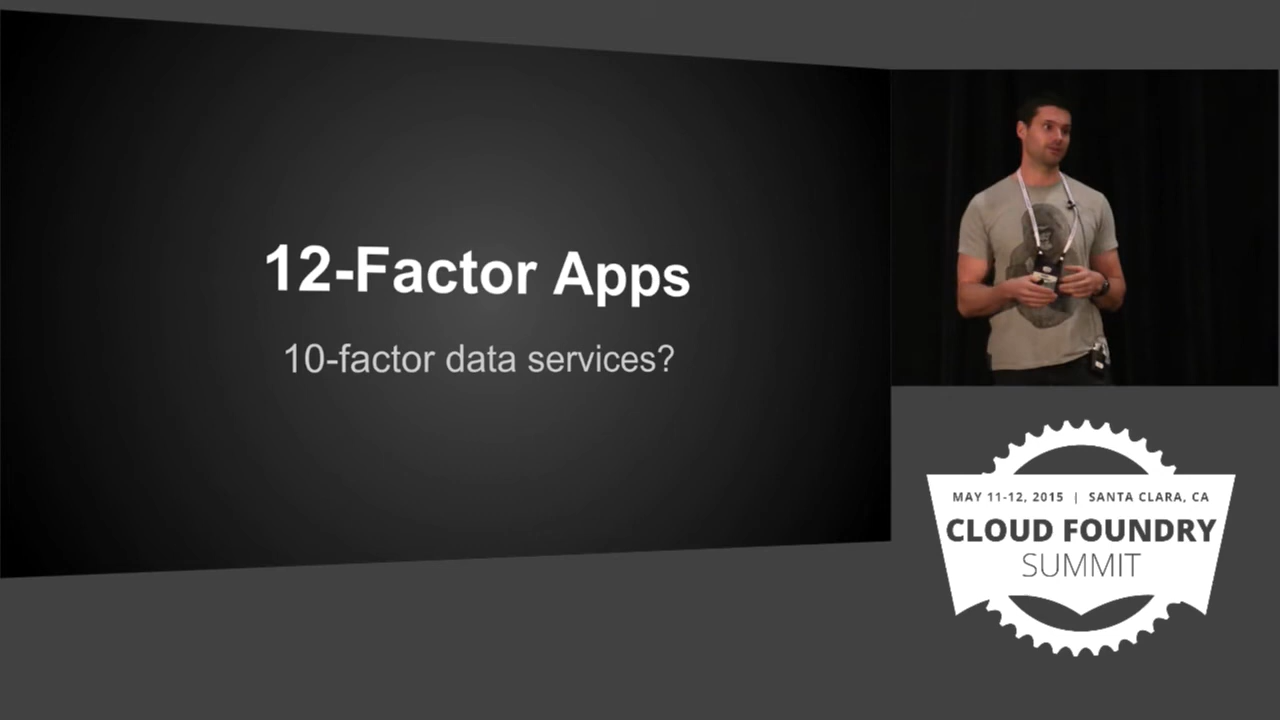 12-Factor Apps
10-factor data services?
MAY 11-12, 2015 | SANTA CLARA, CA
CLOUD FOUNDRY
SUMMIT